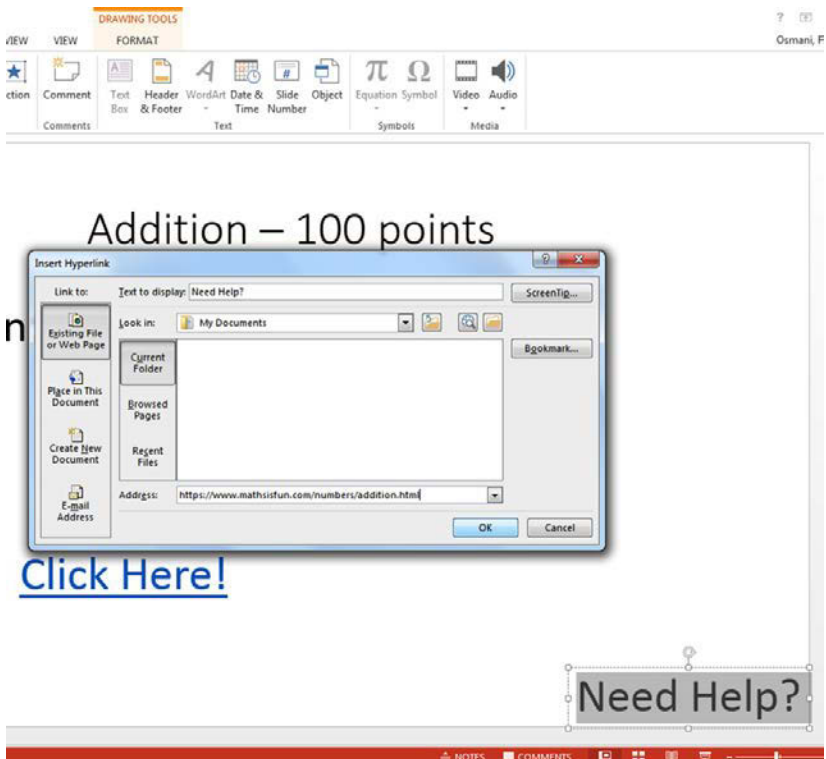 DRAWING TOOLS
?
VIEW VIEW FORMAT
Osmani, F
ction Comment Text Box Header & Footer WordArt Date & Time Slide Number Object Equation Symbol Video Audio
Comments Text Symbols Media
Addition – 100 points
Insert Hyperlink
Link to: Text to display: Need Help? ScreenTip...
Existing File or Web Page
Look in: My Documents
Bookmark...
Current Folder
n
Place in This Document
Browsed Pages
Create New Document
Recent Files
E-mail Address
Address: https://www.mathsisfun.com/numbers/addition.html
OK Cancel
Click Here!
Need Help?
NOTES COMMENTS